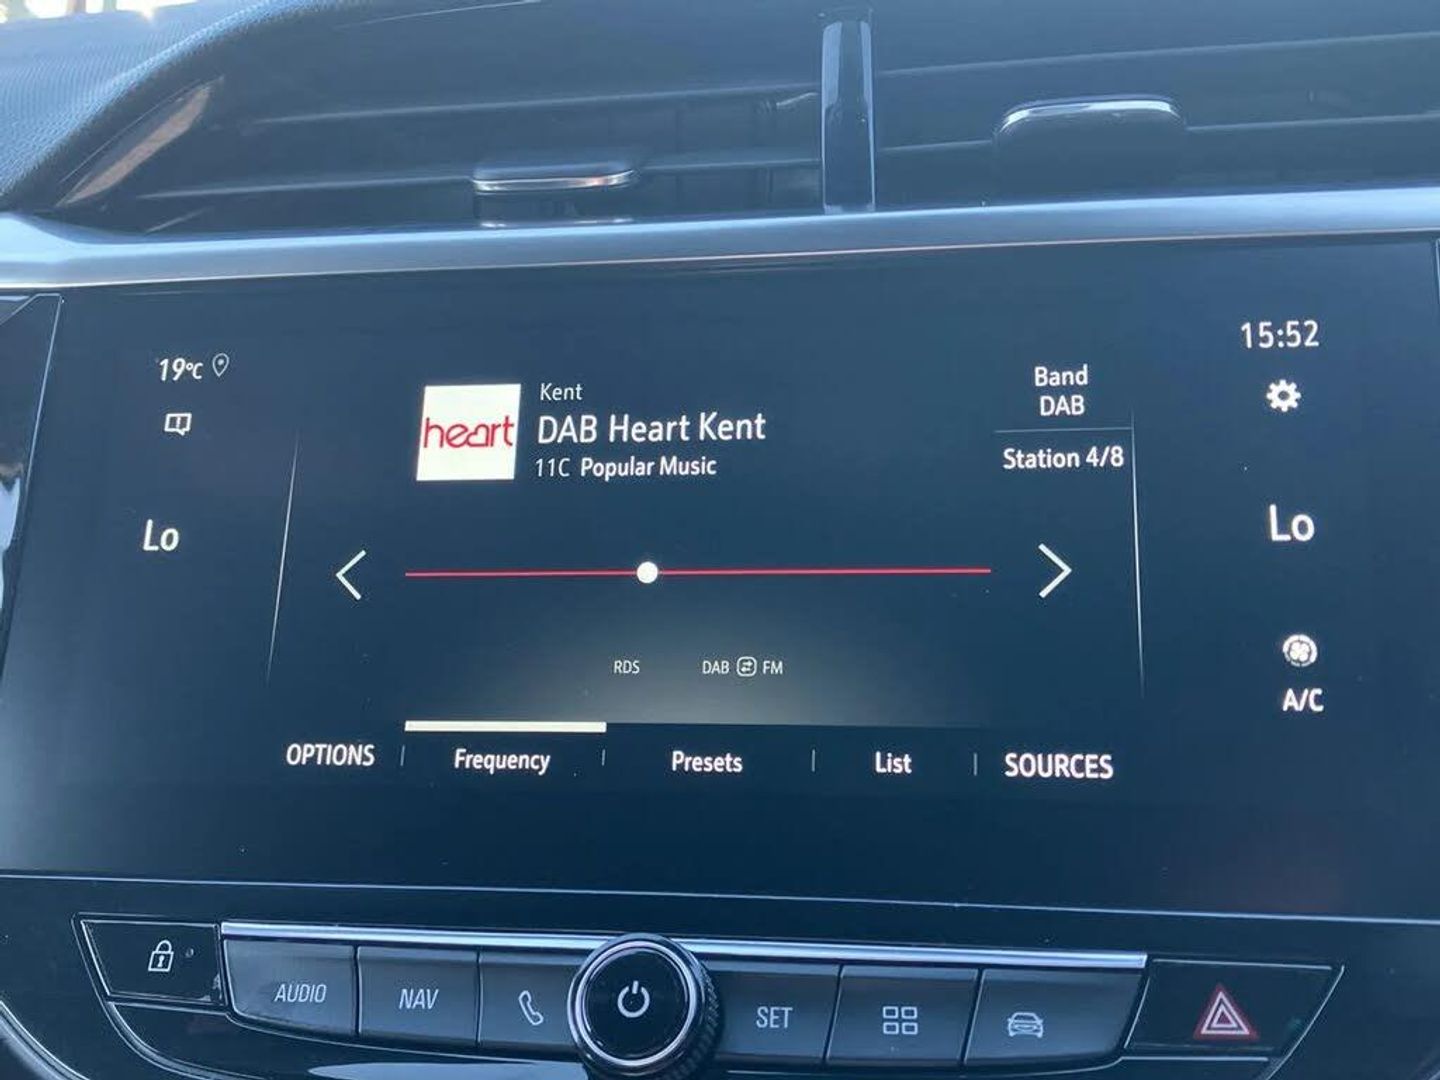 19°C
Lo
heart
Kent
DAB Heart Kent
11C Popular Music
Band
DAB
Station 4/8
15:52
Lo
A/C
RDS DAB FM
OPTIONS Frequency Presets List SOURCES
AUDIO NAV SET